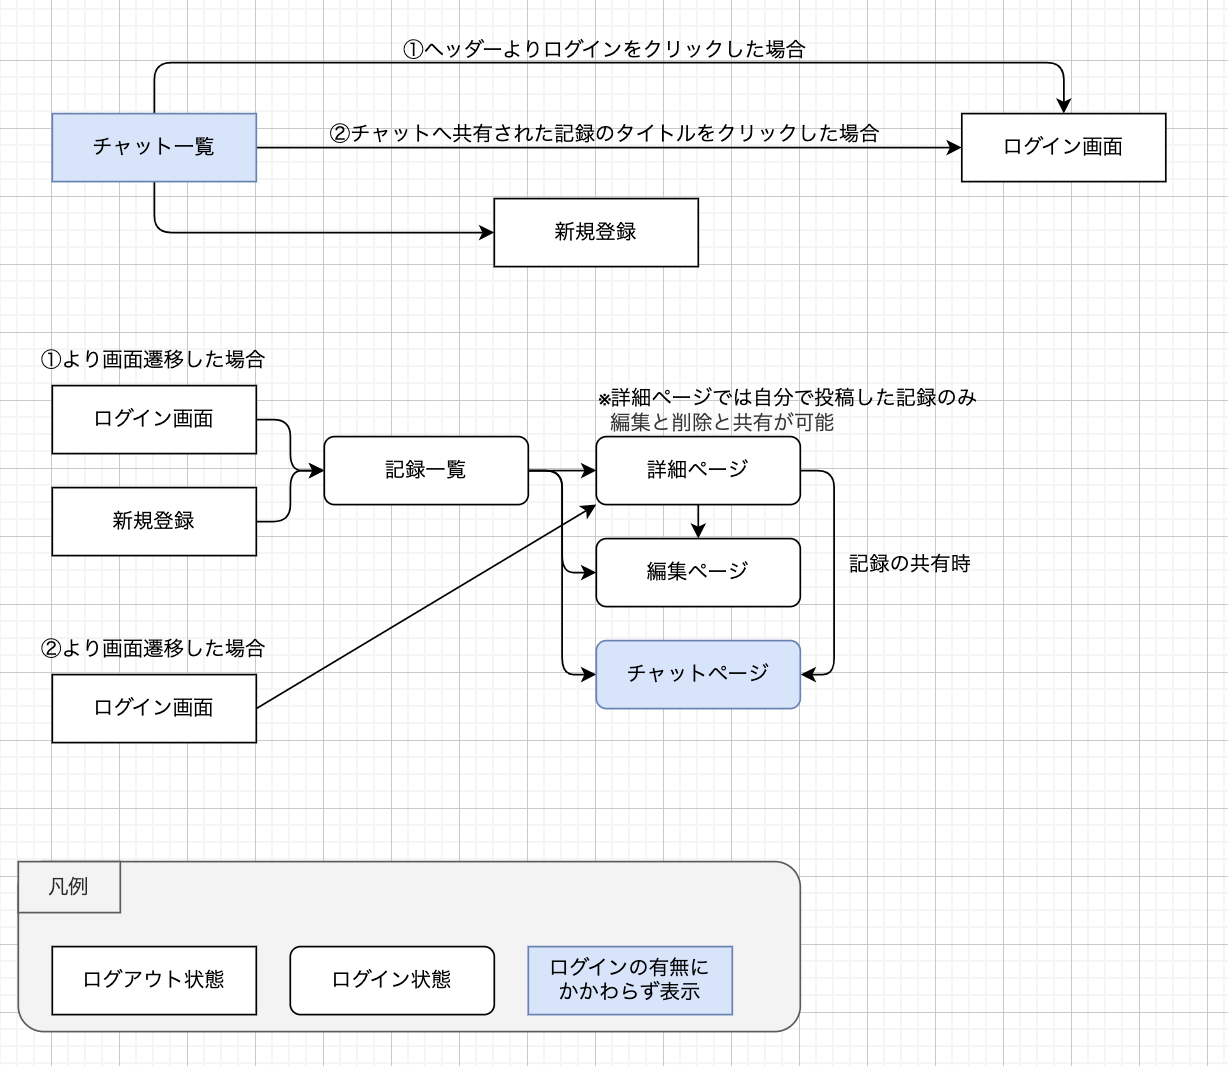 ①ヘッダーよりログインをクリックした場合
チャット一覧
②チャットへ共有された記録のタイトルをクリックした場合
ログイン画面
新規登録
①より画面遷移した場合
ログイン画面
※詳細ページでは自分で投稿した記録のみ
編集と削除と共有が可能
記録一覧
詳細ページ
新規登録
編集ページ
記録の共有時
②より画面遷移した場合
ログイン画面
チャットページ
凡例
ログアウト状態
ログイン状態
ログインの有無に
かかわらず表示